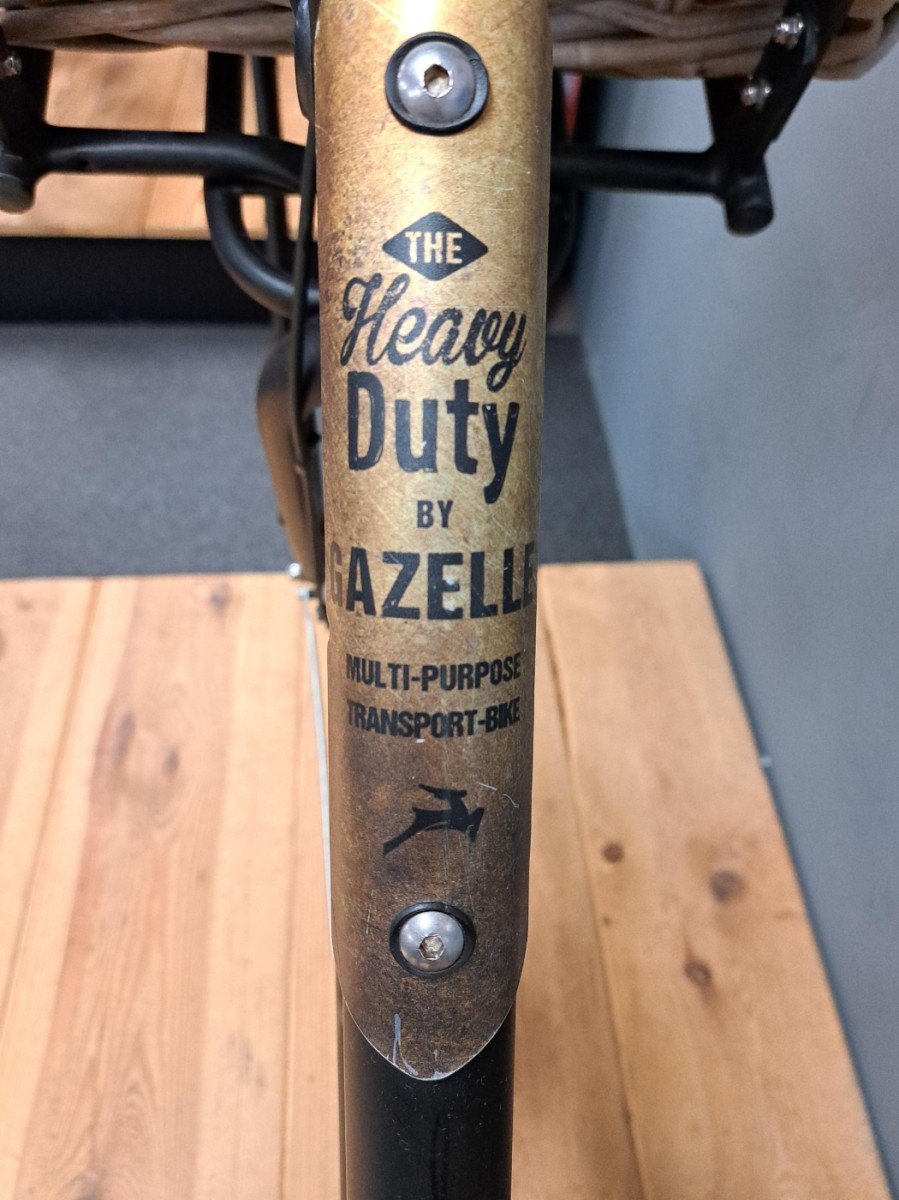 THE
Heavy
Duty
BY
GAZELLE
MULTI-PURPOSE
TRANSPORT-BIKE